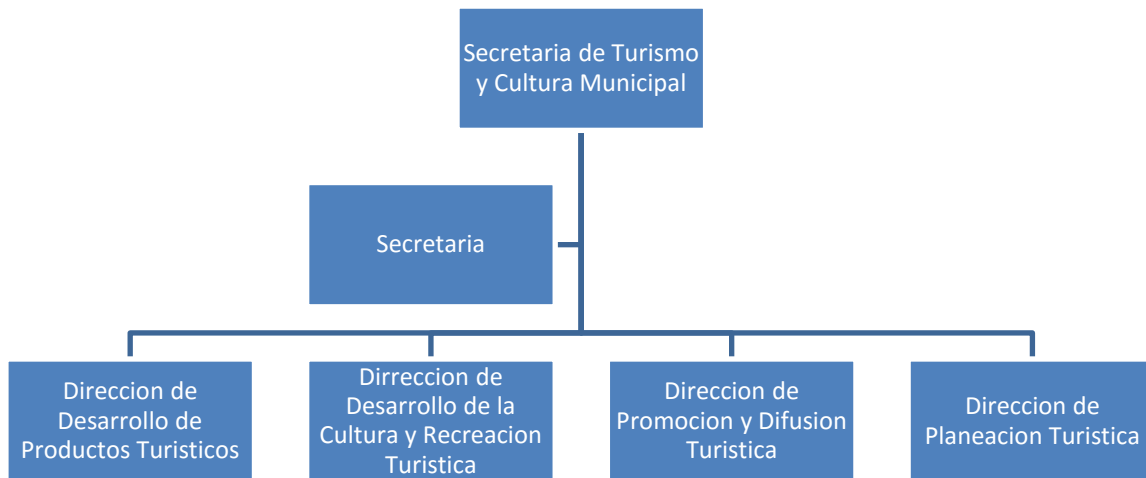 Secretaria de Turismo
y Cultura Municipal
Secretaria
Direccion de
Desarrollo de
Productos Turisticos
Dirreccion de
Desarrollo de la
Cultura y Recreacion
Turistica
Direccion de
Promocion y Difusion
Turistica
Direccion de
Planeacion Turistica